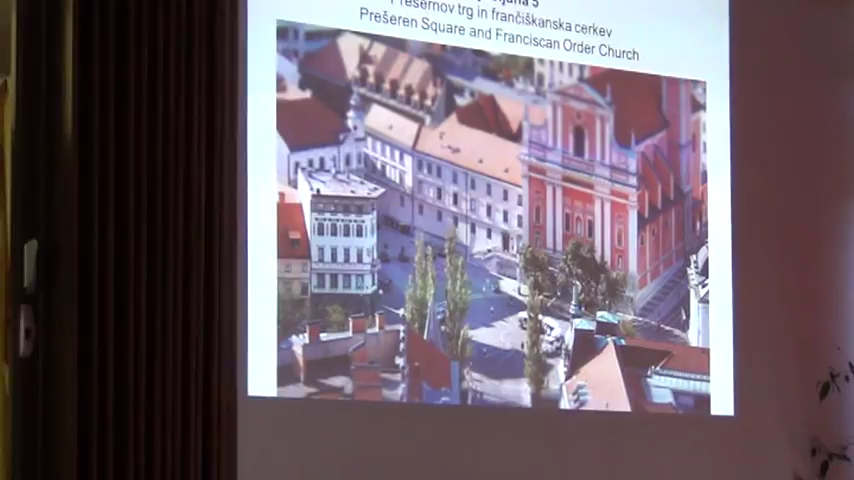 Prešernov trg in frančiškanska cerkev
Prešeren Square and Franciscan Order Church